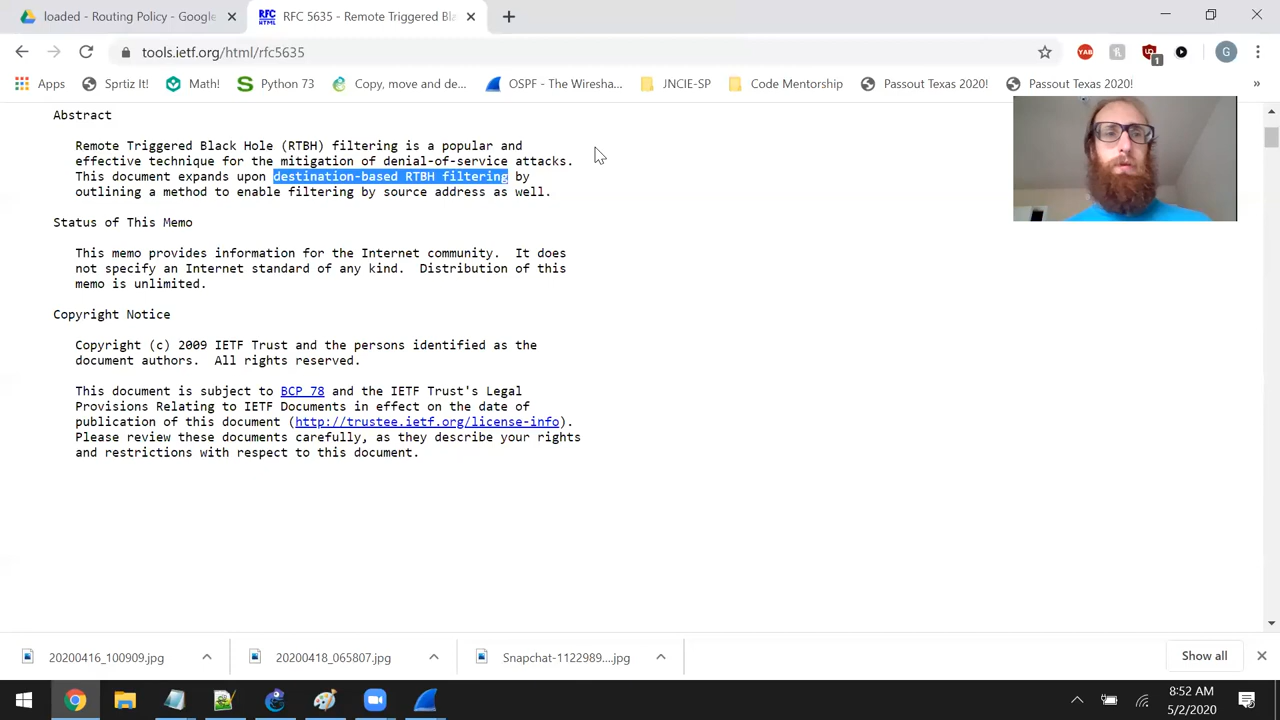 loaded - Routing Policy - Google
RFC HTML
RFC 5635 - Remote Triggered Bla
tools.ietf.org/html/rfc5635
YAB
1
G
Apps
Sprtiz It!
Math!
Python 73
Copy, move and de...
OSPF - The Wiresha...
JNCIE-SP
Code Mentorship
Passout Texas 2020!
Passout Texas 2020!
»
Abstract
Remote Triggered Black Hole (RTBH) filtering is a popular and
effective technique for the mitigation of denial-of-service attacks.
This document expands upon destination-based RTBH filtering by
outlining a method to enable filtering by source address as well.
Status of This Memo
This memo provides information for the Internet community.  It does
not specify an Internet standard of any kind.  Distribution of this
memo is unlimited.
Copyright Notice
Copyright (c) 2009 IETF Trust and the persons identified as the
document authors.  All rights reserved.
This document is subject to BCP 78 and the IETF Trust's Legal
Provisions Relating to IETF Documents in effect on the date of
publication of this document (http://trustee.ietf.org/license-info).
Please review these documents carefully, as they describe your rights
and restrictions with respect to this document.
20200416_100909.jpg
20200418_065807.jpg
Snapchat-1122989....jpg
Show all
8:52 AM
5/2/2020